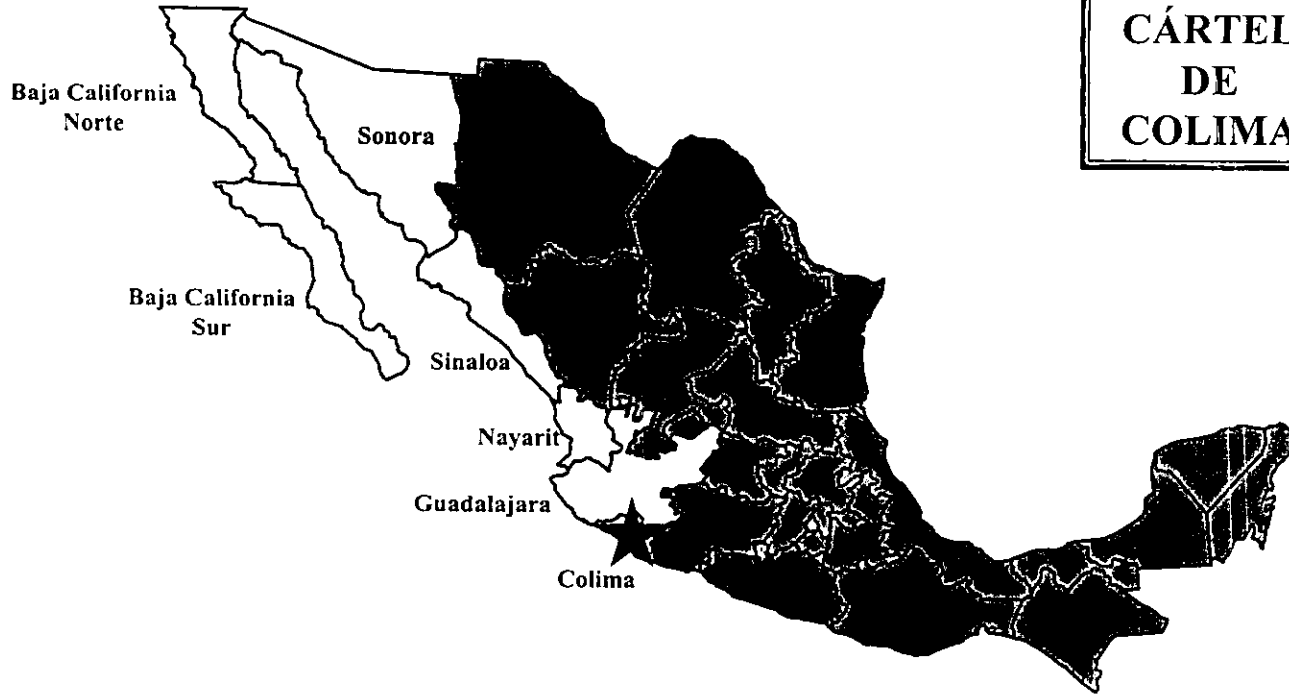 CÁRTEL
DE
COLIMA
Baja California
Norte
Sonora
Baja California
Sur
Sinaloa
Nayarit
Guadalajara
Colima